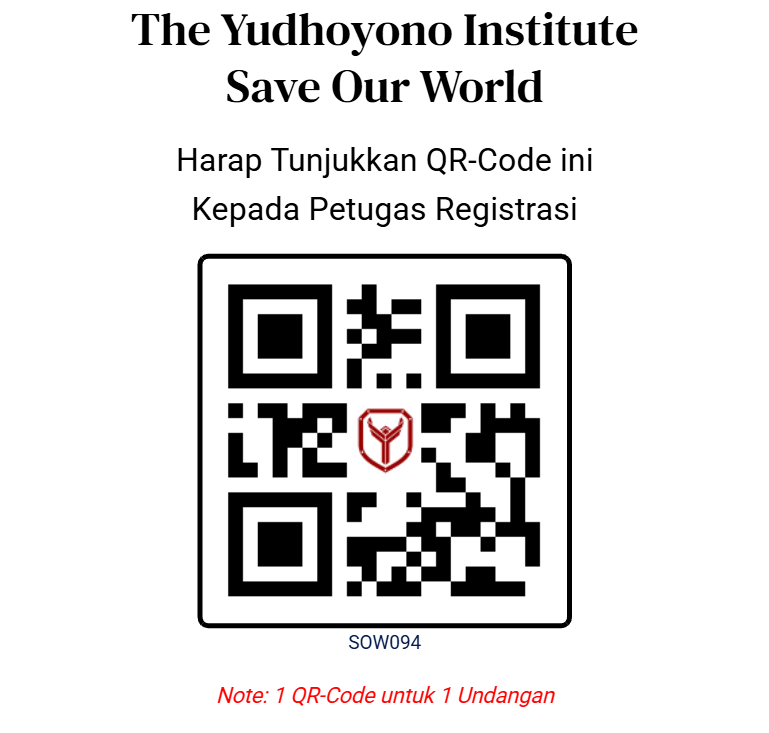 The Yudhoyono Institute
Save Our World
Harap Tunjukkan QR-Code ini
Kepada Petugas Registrasi
SOW094
Note: 1 QR-Code untuk 1 Undangan